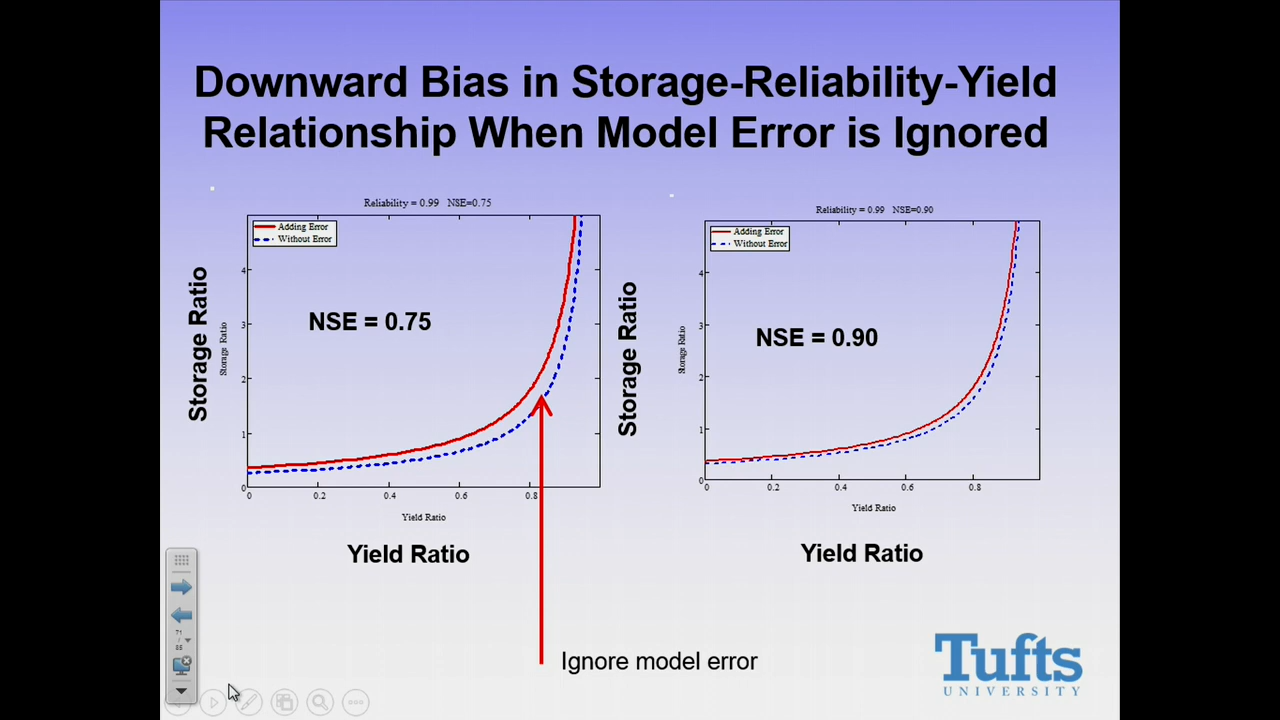 Downward Bias in Storage-Reliability-Yield
Relationship When Model Error is Ignored
Reliability = 0.99 NSE=0.75
Adding Error
Without Error
NSE = 0.75
Storage Ratio
Storage Ratio
4
3
2
1
0
0 0.2 0.4 0.6 0.8
Yield Ratio
Yield Ratio
Reliability = 0.99 NSE=0.90
Adding Error
Without Error
NSE = 0.90
Storage Ratio
Storage Ratio
4
3
2
1
0
0 0.2 0.4 0.6 0.8
Yield Ratio
Yield Ratio
Ignore model error
71
/
85
Tufts
UNIVERSITY